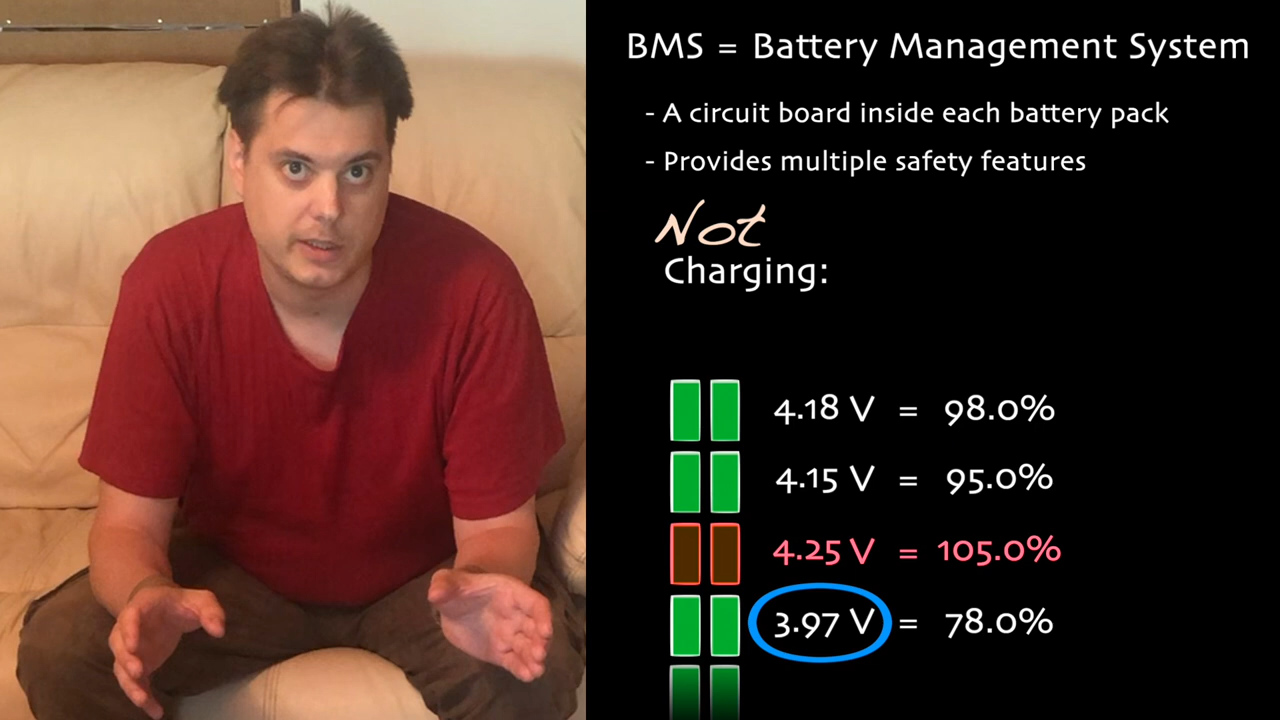 BMS = Battery Management System
- A circuit board inside each battery pack
- Provides multiple safety features
Not
Charging:
4.18 V = 98.0%
4.15 V = 95.0%
4.25 V = 105.0%
3.97 V = 78.0%